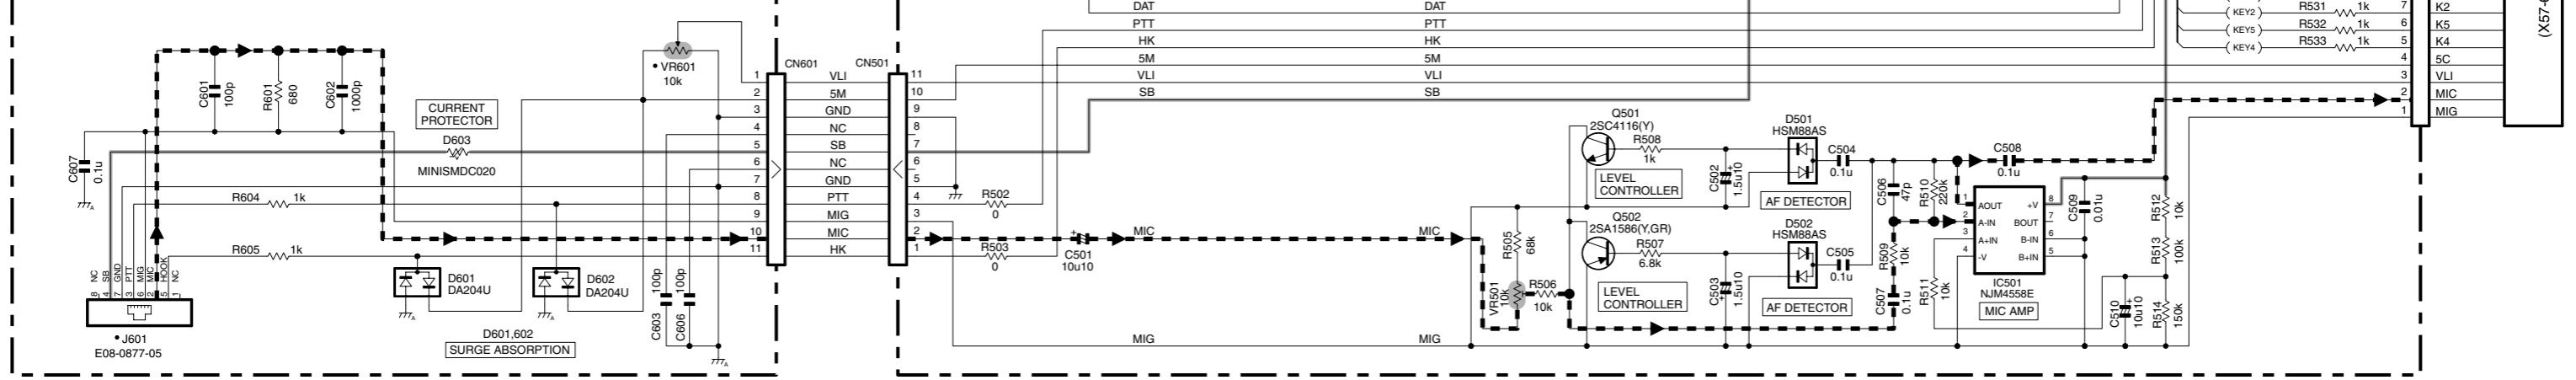 DAT DAT
PTT PTT
HK HK
5M 5M
VLI VLI
SB SB
KEY2 R531 1k 7 K2
KEY5 R532 1k 6 K5
KEY4 R533 1k 5 K4
4 5C
3 VLI
2 MIC
1 MIG
C601 100p
R601 680
C602 1000p
CURRENT
PROTECTOR
D603
MINISMDC020
C607 0.1u
R604 1k
R605 1k
• VR601
10k
CN601 CN501
1 VLI 11
2 5M 10
3 GND 9
4 NC 8
5 SB 7
6 NC 6
7 GND 5
8 PTT 4
9 MIG 3
10 MIC 2
11 HK 1
8 NC
4 SB
7 GND
3 PTT
6 MIG
2 MIC
5 HOOK
1 NC
• J601
E08-0877-05
A
D601
DA204U
A
D602
DA204U
A
D601,602
SURGE ABSORPTION
C603 100p
C606 100p
A
R502
0
R503
0
+
C501
10u10
MIC MIC
MIG MIG
R505 68k
VR501 10k
R506
10k
Q501
2SC4116(Y)
R508
1k
LEVEL
CONTROLLER
Q502
2SA1586(Y,GR)
R507
6.8k
LEVEL
CONTROLLER
C502 1.5u10
+
C503 1.5u10
+
D501
HSM88AS
AF DETECTOR
D502
HSM88AS
AF DETECTOR
C504
0.1u
C505
0.1u
C506 47p
R510 220k
R509 10k
C507 0.1u
R511 10k
C508
0.1u
1 AOUT +V 8
2 A-IN BOUT 7
3 A+IN B-IN 6
4 -V B+IN 5
IC501
NJM4558E
MIC AMP
C509 0.01u
C510 10u10
+
R512 10k
R513 100k
R514 150k